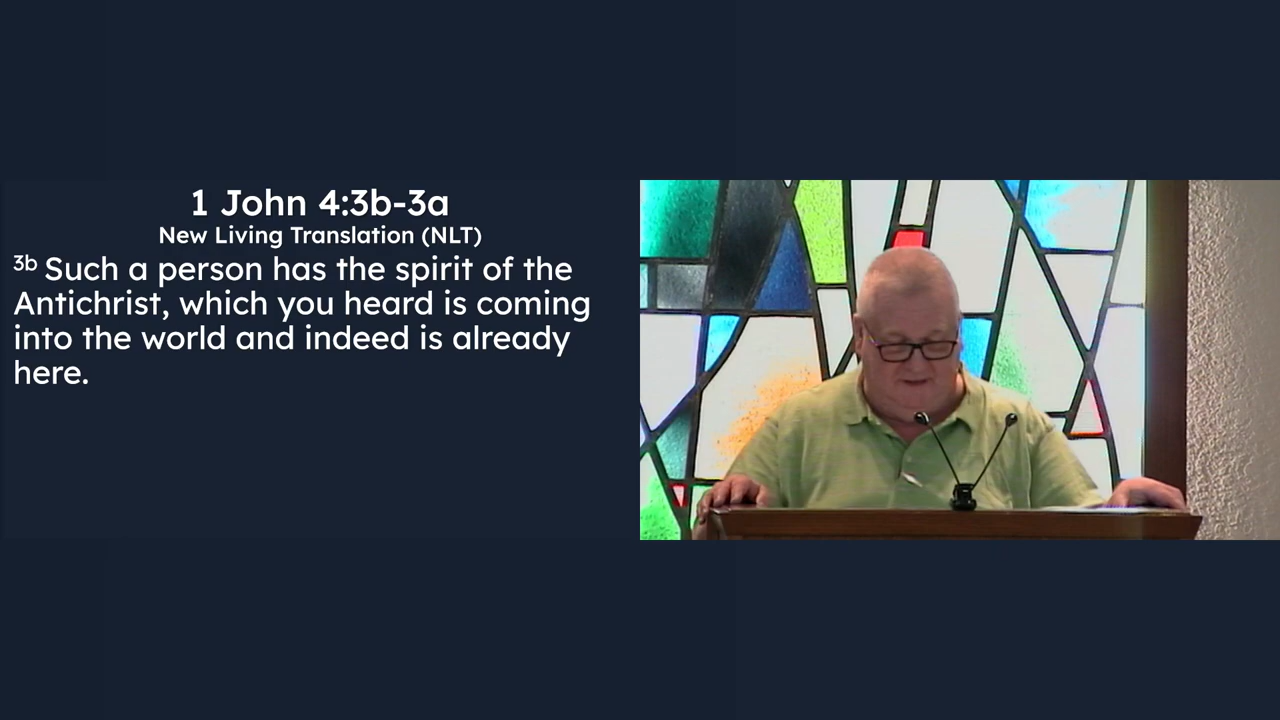 1 John 4:3b-3a
New Living Translation (NLT)
3b Such a person has the spirit of the
Antichrist, which you heard is coming
into the world and indeed is already
here.